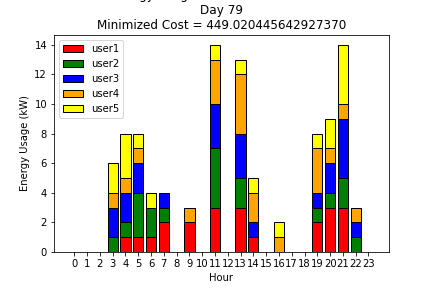 Day 79
Minimized Cost = 449.020445642927370
14
12
10
8
6
4
2
0
Energy Usage (kW)
user1
user2
user3
user4
user5
0 1 2 3 4 5 6 7 8 9 10 11 12 13 14 15 16 17 18 19 20 21 22 23
Hour